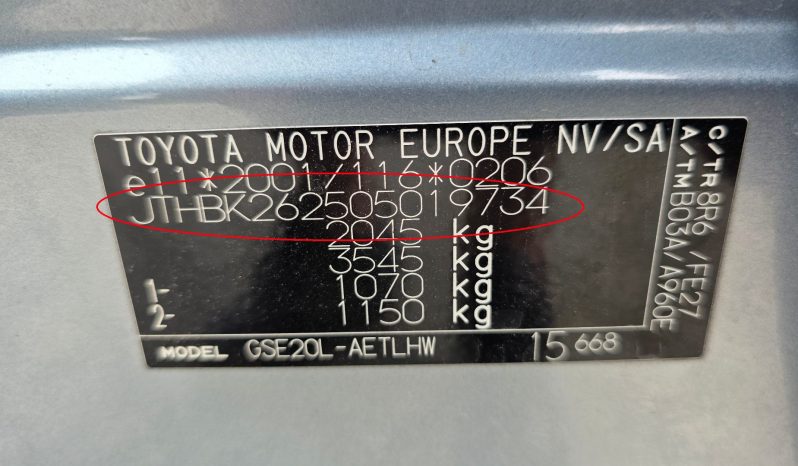 TOYOTA MOTOR EUROPE NV/SA
e11*2001/116*0206
JTHBK262505019734
2045 kg
3545 kg
1- 1070 kg
2- 1150 kg
MODEL GSE20L-AETLHW 15 668
C/TR 8R6 /FE27
A/TM B03A/A960E